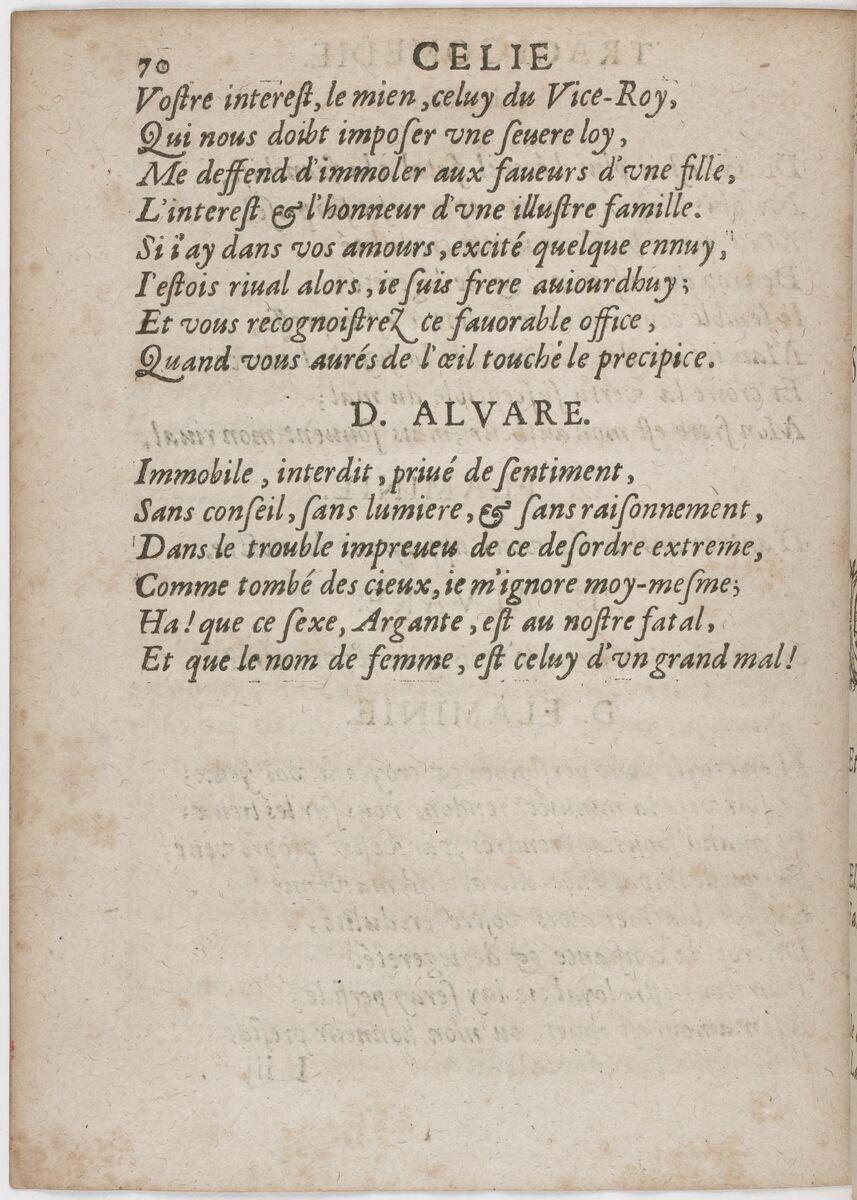 70 CELIE
Vostre interest, le mien, celuy du Vice-Roy,
Qui nous doibt imposer vne seuere loy,
Me deffend d'immoler aux faueurs d'vne fille,
L'interest & l'honneur d'vne illustre famille.
Si i'ay dans vos amours, excité quelque ennuy,
I'estois riual alors, ie suis frere auiourdhuy;
Et vous recognoistrez ce fauorable office,
Quand vous aurés de l'œil touché le precipice.
D. ALVARE.
Immobile, interdit, priué de sentiment,
Sans conseil, sans lumiere, & sans raisonnement,
Dans le trouble impreueu de ce desordre extreme,
Comme tombé des cieux, ie m'ignore moy-mesme;
Ha! que ce sexe, Argante, est au nostre fatal,
Et que le nom de femme, est celuy d'vn grand mal!